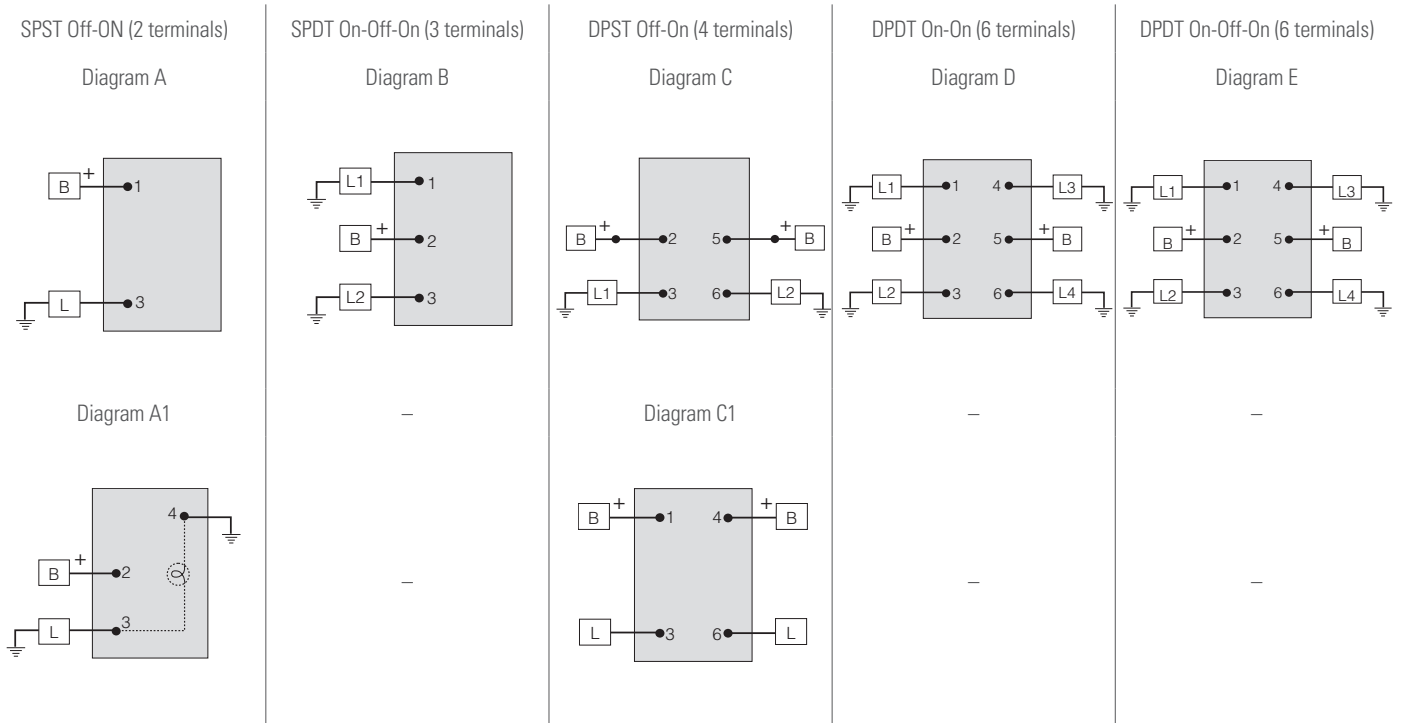 SPST Off-ON (2 terminals)
SPDT On-Off-On (3 terminals)
DPST Off-On (4 terminals)
DPDT On-On (6 terminals)
DPDT On-Off-On (6 terminals)
Diagram A
Diagram B
Diagram C
Diagram D
Diagram E
B + 1
L 3
L1 1
B + 2
L2 3
B + 2 5 + B
L1 3 6 L2
L1 1 4 L3
B + 2 5 + B
L2 3 6 L4
L1 1 4 L3
B + 2 5 + B
L2 3 6 L4
Diagram A1
–
Diagram C1
–
–
4
B + 2
L 3
–
B + 1 4 + B
L 3 6 L
–
–